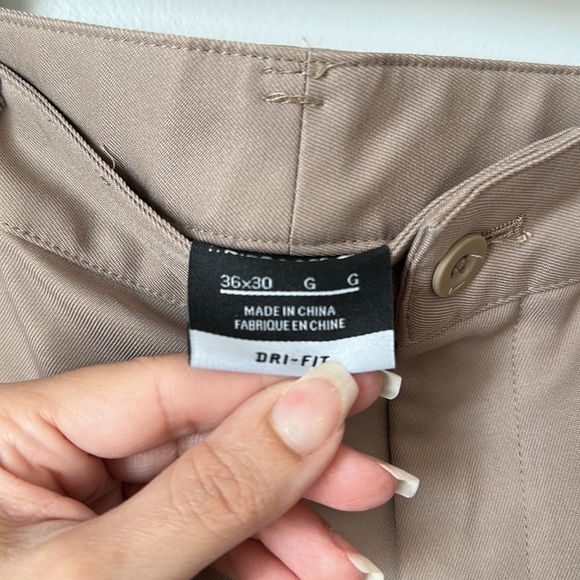 36x30 G G
MADE IN CHINA
FABRIQUE EN CHINE
DRI-FIT